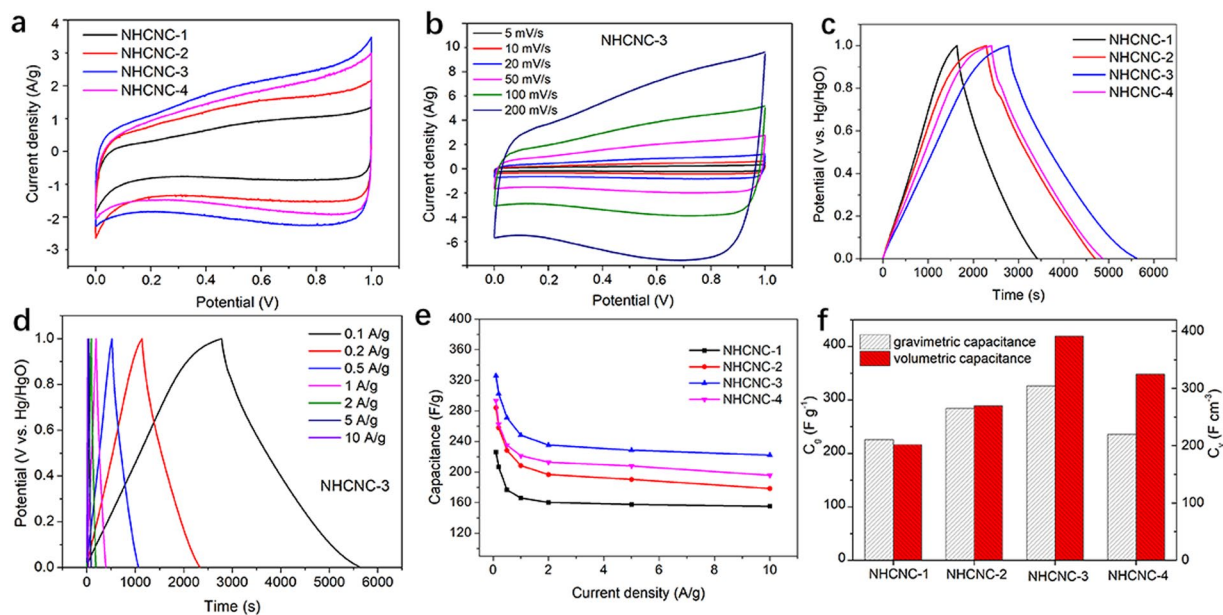 a
NHCNC-1
NHCNC-2
NHCNC-3
NHCNC-4
Current density (A/g)
4
3
2
1
0
-1
-2
-3
0.0 0.2 0.4 0.6 0.8 1.0
Potential (V)
b
NHCNC-3
5 mV/s
10 mV/s
20 mV/s
50 mV/s
100 mV/s
200 mV/s
Current density (A/g)
10
8
6
4
2
0
-2
-4
-6
0.0 0.2 0.4 0.6 0.8 1.0
Potential (V)
c
NHCNC-1
NHCNC-2
NHCNC-3
NHCNC-4
Potential (V vs. Hg/HgO)
1.0
0.8
0.6
0.4
0.2
0.0
0 1000 2000 3000 4000 5000 6000
Time (s)
d
0.1 A/g
0.2 A/g
0.5 A/g
1 A/g
2 A/g
5 A/g
10 A/g
NHCNC-3
Potential (V vs. Hg/HgO)
1.0
0.8
0.6
0.4
0.2
0.0
0 1000 2000 3000 4000 5000 6000
Time (s)
e
NHCNC-1
NHCNC-2
NHCNC-3
NHCNC-4
Capacitance (F/g)
400
360
320
280
240
200
160
120
0 2 4 6 8 10
Current density (A/g)
f
gravimetric capacitance
volumetric capacitance
Cg (F g-1)
400
350
300
250
200
150
100
50
0
Cv (F cm-3)
400
300
200
100
0
NHCNC-1 NHCNC-2 NHCNC-3 NHCNC-4